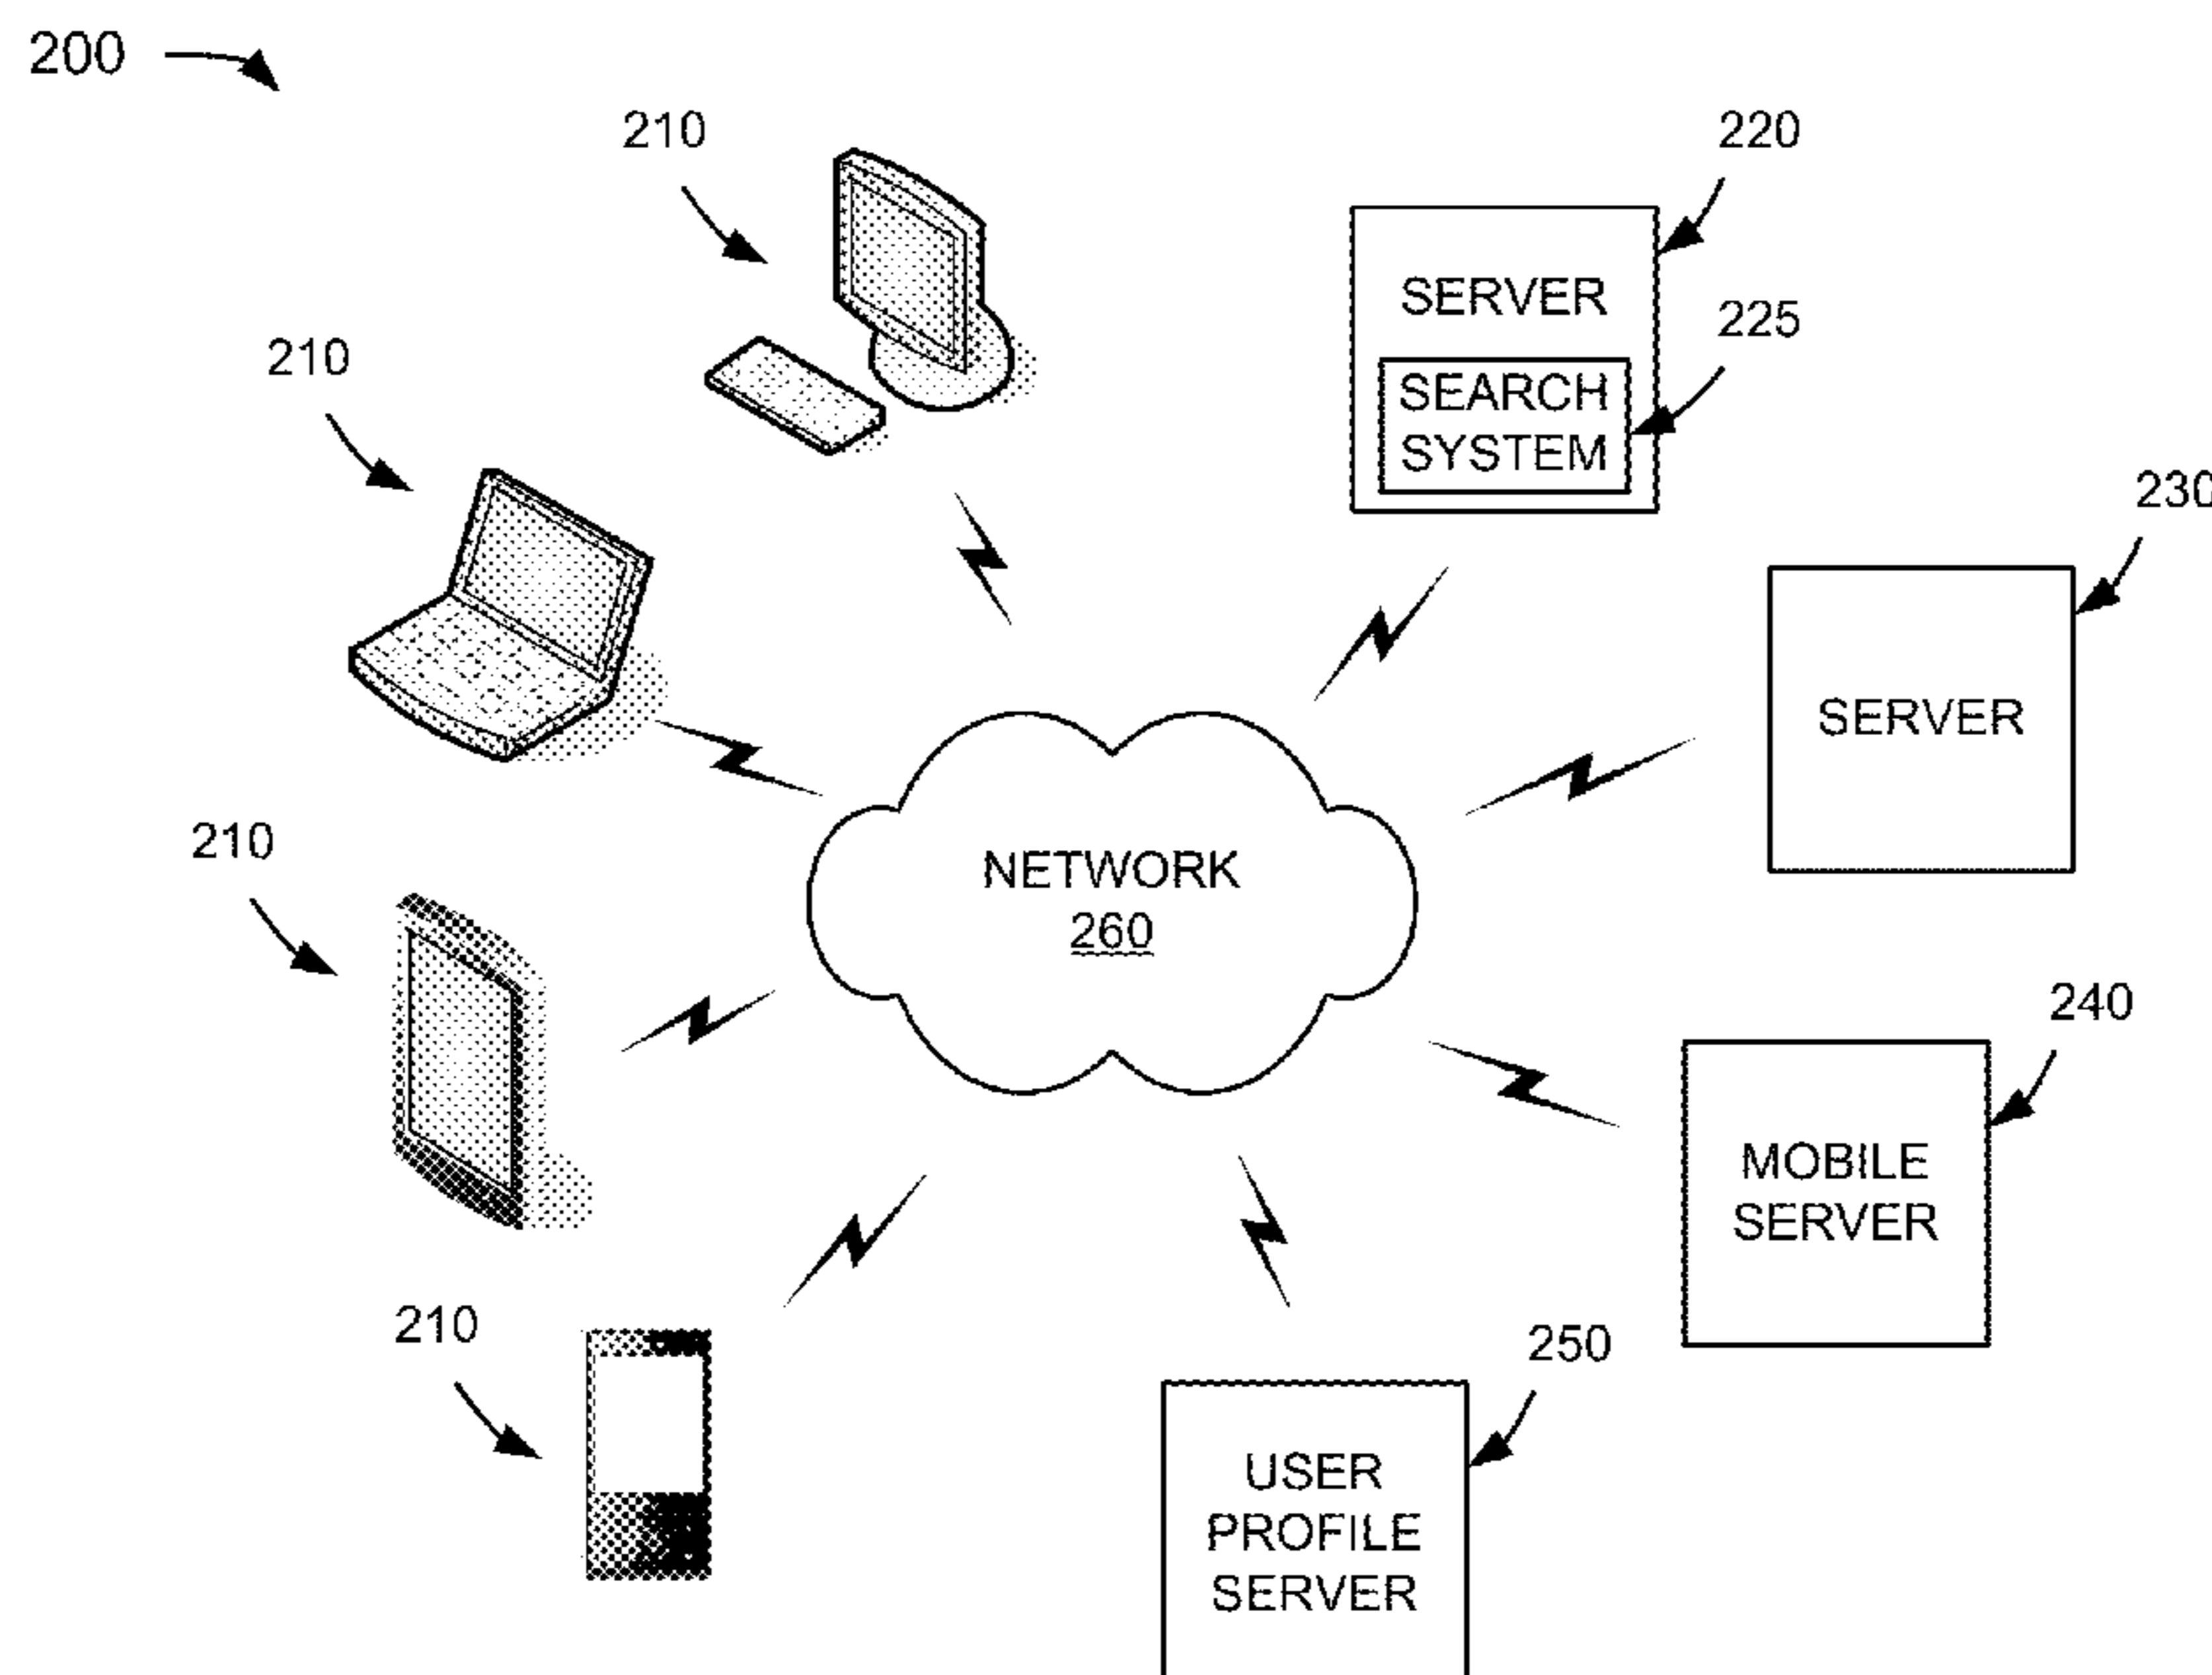 200
210
220
SERVER
225
SEARCH
SYSTEM
210
230
SERVER
210
NETWORK
260
240
MOBILE
SERVER
210
250
USER
PROFILE
SERVER